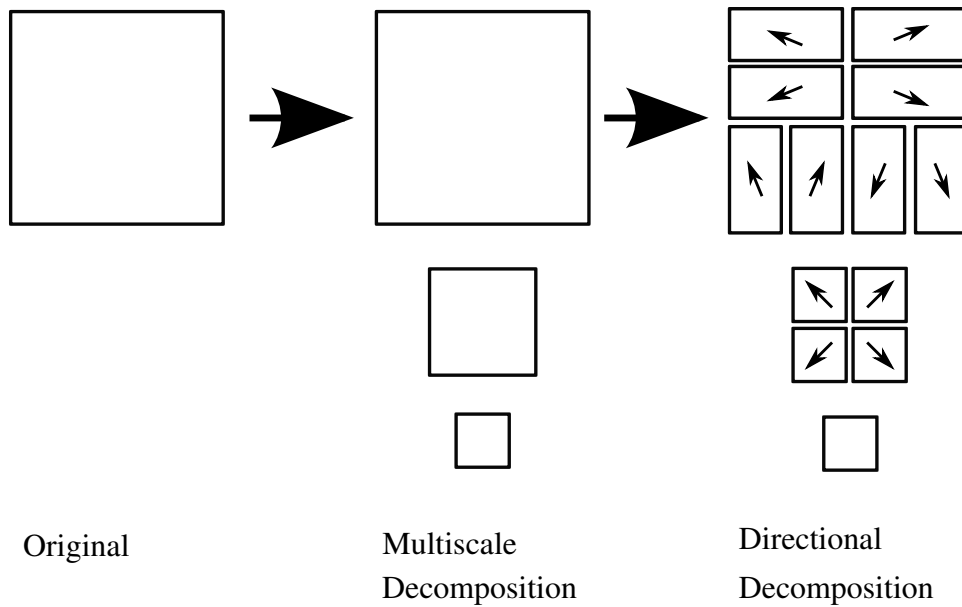 Original
Multiscale
Decomposition
Directional
Decomposition